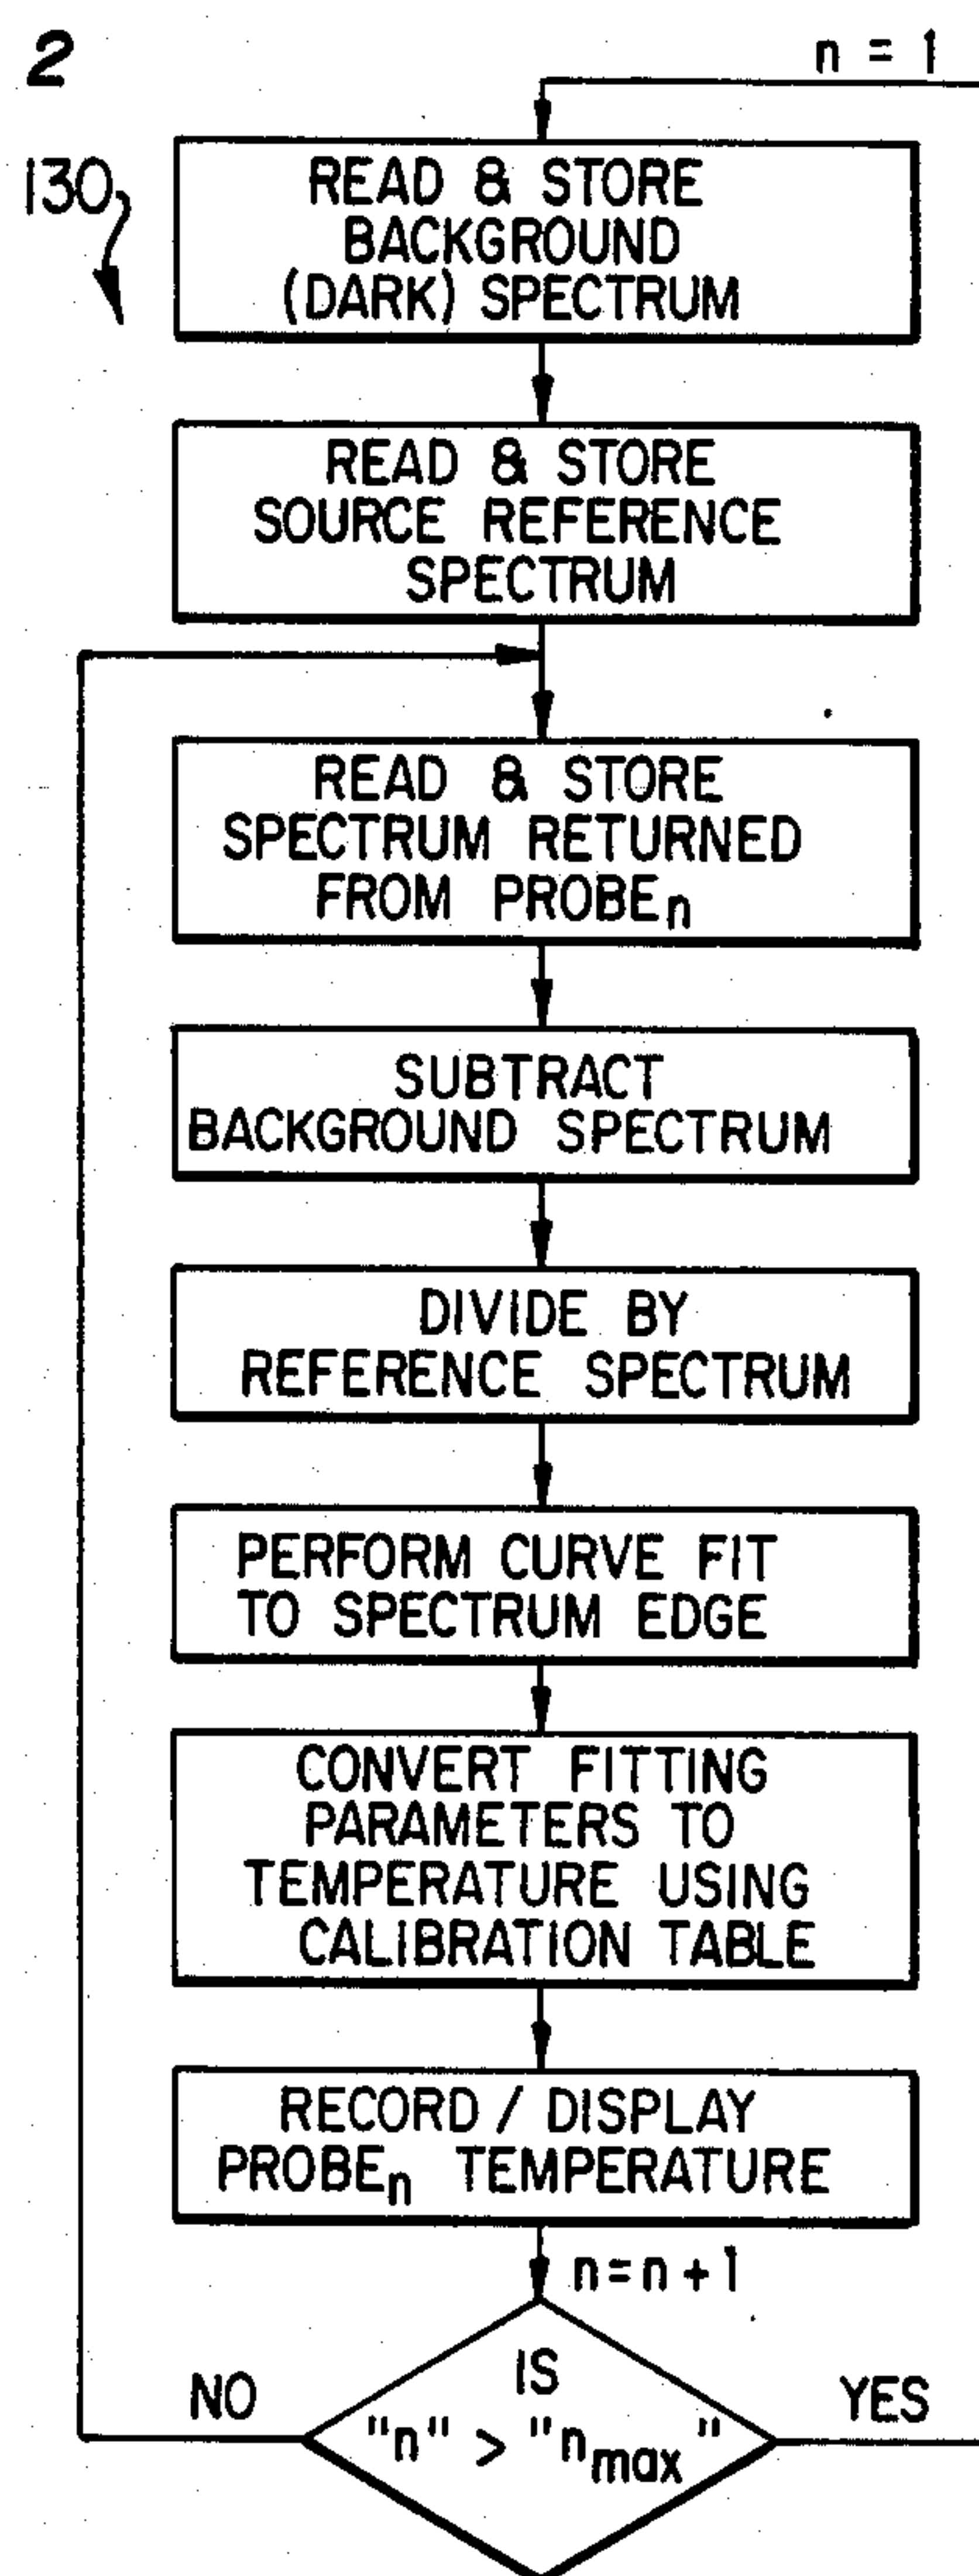 2
n = 1
130
READ & STORE
BACKGROUND
(DARK) SPECTRUM
READ & STORE
SOURCE REFERENCE
SPECTRUM
READ & STORE
SPECTRUM RETURNED
FROM PROBEn
SUBTRACT
BACKGROUND SPECTRUM
DIVIDE BY
REFERENCE SPECTRUM
PERFORM CURVE FIT
TO SPECTRUM EDGE
CONVERT FITTING
PARAMETERS TO
TEMPERATURE USING
CALIBRATION TABLE
RECORD / DISPLAY
PROBEn TEMPERATURE
n = n + 1
NO
IS
"n" > "nmax"
YES